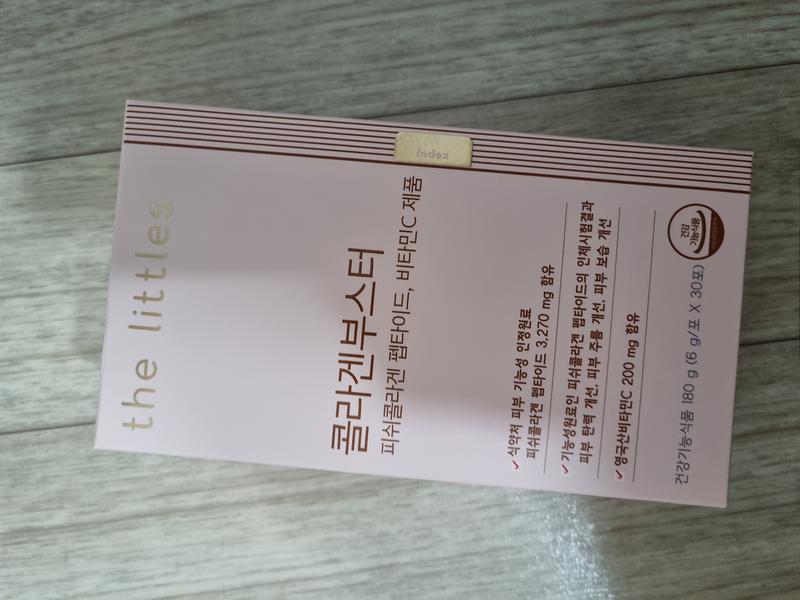 the littles
Index
콜라겐부스터
피쉬콜라겐 펩타이드, 비타민C 제품
✓식약처 피부 기능성 인정원료
피쉬콜라겐 펩타이드 3,270 mg 함유
✓기능성원료인 피쉬콜라겐 펩타이드의 인체시험결과
피부 탄력 개선, 피부 주름 개선, 피부 보습 개선
✓영국산비타민C 200 mg 함유
건강기능식품 180 g (6 g/포 X 30포)
건강
기능식품